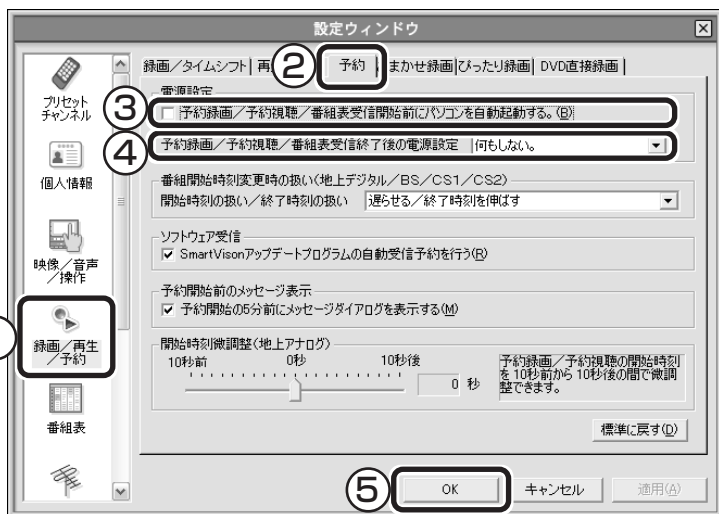 設定ウィンドウ
プリセット
チャンネル
個人情報
映像／音声
／操作
録画／再生
／予約
番組表
録画／タイムシフト 再 ② 予約 まかせ録画 ぴったり録画 DVD直接録画
電源設定
③ 予約録画／予約視聴／番組表受信開始前にパソコンを自動起動する。(B)
④ 予約録画／予約視聴／番組表受信終了後の電源設定 何もしない。
番組開始時刻変更時の扱い(地上デジタル／BS／CS1／CS2)
開始時刻の扱い／終了時刻の扱い 遅らせる／終了時刻を伸ばす
ソフトウェア受信
SmartVisonアップデートプログラムの自動受信予約を行う(R)
予約開始前のメッセージ表示
予約開始の5分前にメッセージダイアログを表示する(M)
開始時刻微調整(地上アナログ)
10秒前 0秒 10秒後
0 秒
予約録画／予約視聴の開始時刻
を10秒前から10秒後の間で微調
整できます。
標準に戻す(D)
⑤ OK キャンセル 適用(A)